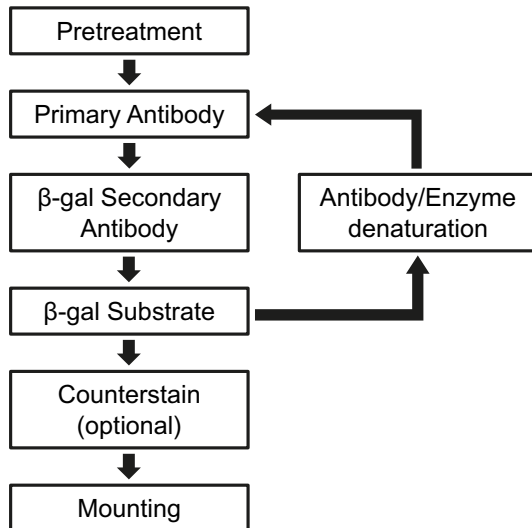 Pretreatment
Primary Antibody
β-gal Secondary
Antibody
Antibody/Enzyme
denaturation
β-gal Substrate
Counterstain
(optional)
Mounting